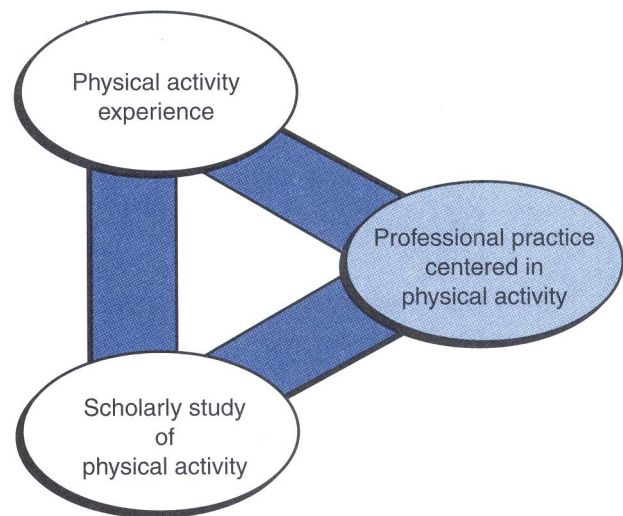 Physical activity
experience
Professional practice
centered in
physical activity
Scholarly study
of
physical activity